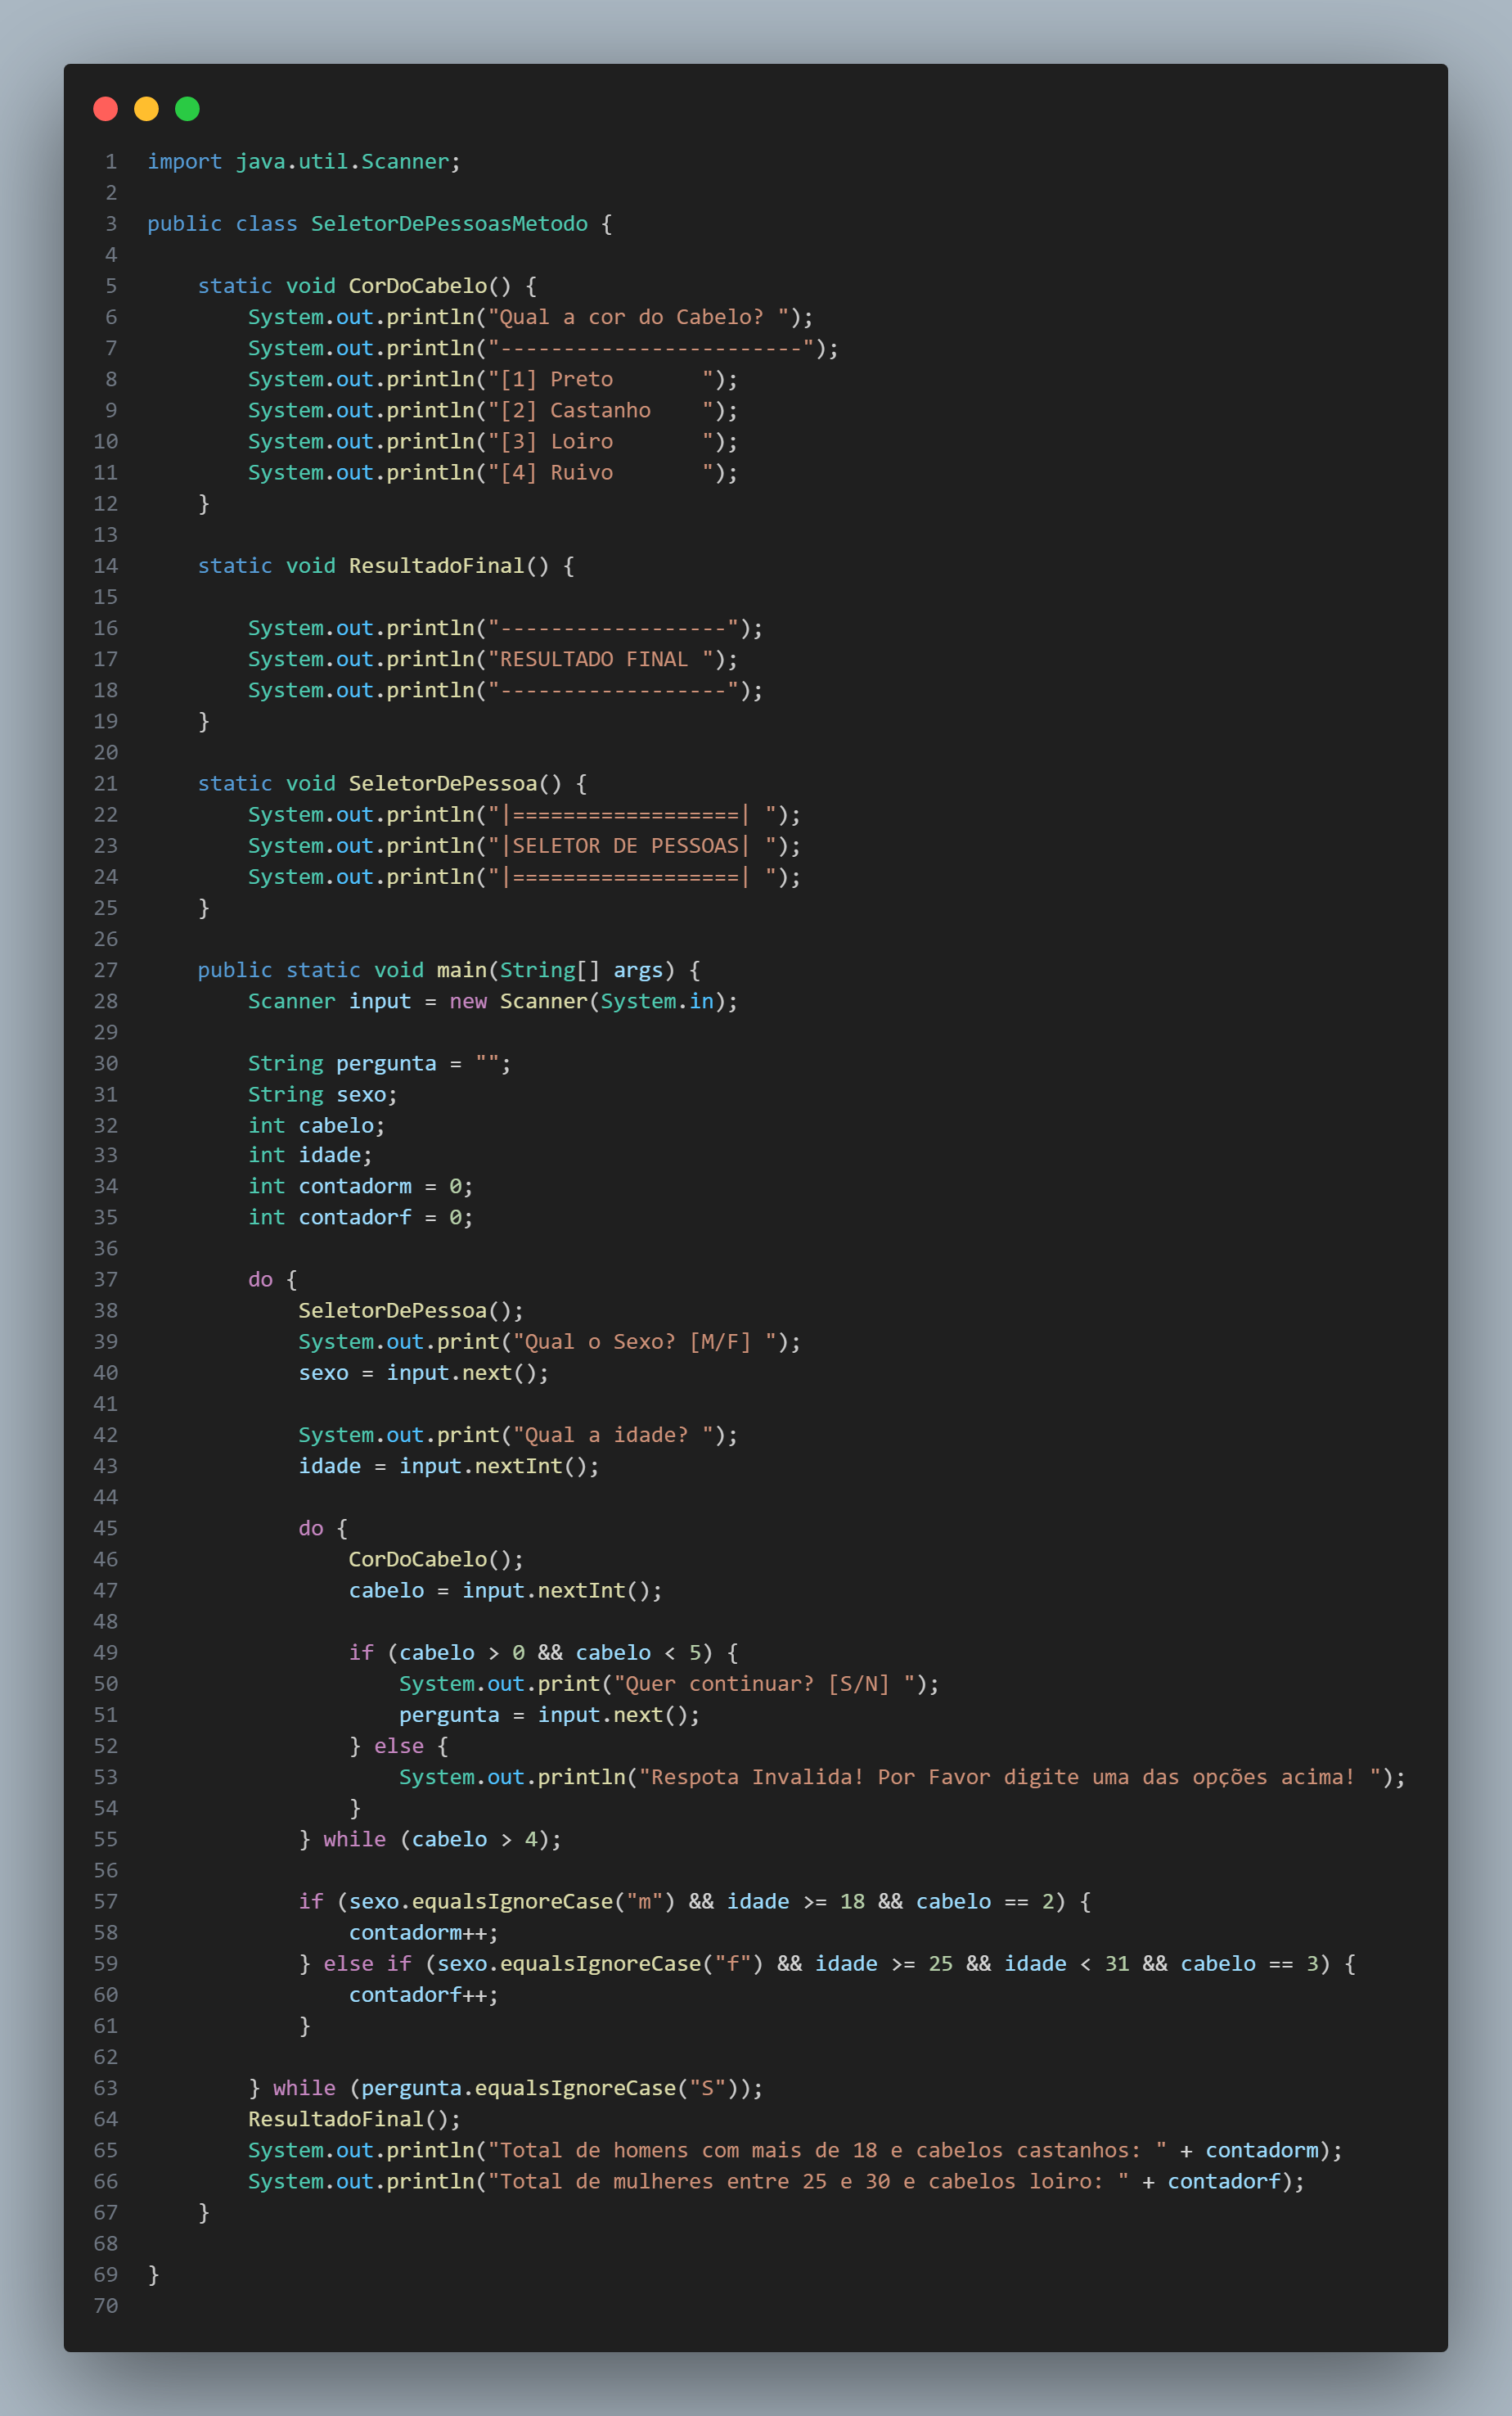 1 import java.util.Scanner;
2
3 public class SeletorDePessoasMetodo {
4
5     static void CorDoCabelo() {
6         System.out.println("Qual a cor do Cabelo? ");
7         System.out.println("------------------------");
8         System.out.println("[1] Preto       ");
9         System.out.println("[2] Castanho    ");
10         System.out.println("[3] Loiro       ");
11         System.out.println("[4] Ruivo       ");
12     }
13
14     static void ResultadoFinal() {
15
16         System.out.println("------------------");
17         System.out.println("RESULTADO FINAL ");
18         System.out.println("------------------");
19     }
20
21     static void SeletorDePessoa() {
22         System.out.println("|==================| ");
23         System.out.println("|SELETOR DE PESSOAS| ");
24         System.out.println("|==================| ");
25     }
26
27     public static void main(String[] args) {
28         Scanner input = new Scanner(System.in);
29
30         String pergunta = "";
31         String sexo;
32         int cabelo;
33         int idade;
34         int contadorm = 0;
35         int contadorf = 0;
36
37         do {
38             SeletorDePessoa();
39             System.out.print("Qual o Sexo? [M/F] ");
40             sexo = input.next();
41
42             System.out.print("Qual a idade? ");
43             idade = input.nextInt();
44
45             do {
46                 CorDoCabelo();
47                 cabelo = input.nextInt();
48
49                 if (cabelo > 0 && cabelo < 5) {
50                     System.out.print("Quer continuar? [S/N] ");
51                     pergunta = input.next();
52                 } else {
53                     System.out.println("Respota Invalida! Por Favor digite uma das opções acima! ");
54                 }
55             } while (cabelo > 4);
56
57             if (sexo.equalsIgnoreCase("m") && idade >= 18 && cabelo == 2) {
58                 contadorm++;
59             } else if (sexo.equalsIgnoreCase("f") && idade >= 25 && idade < 31 && cabelo == 3) {
60                 contadorf++;
61             }
62
63         } while (pergunta.equalsIgnoreCase("S"));
64         ResultadoFinal();
65         System.out.println("Total de homens com mais de 18 e cabelos castanhos: " + contadorm);
66         System.out.println("Total de mulheres entre 25 e 30 e cabelos loiro: " + contadorf);
67     }
68
69 }
70